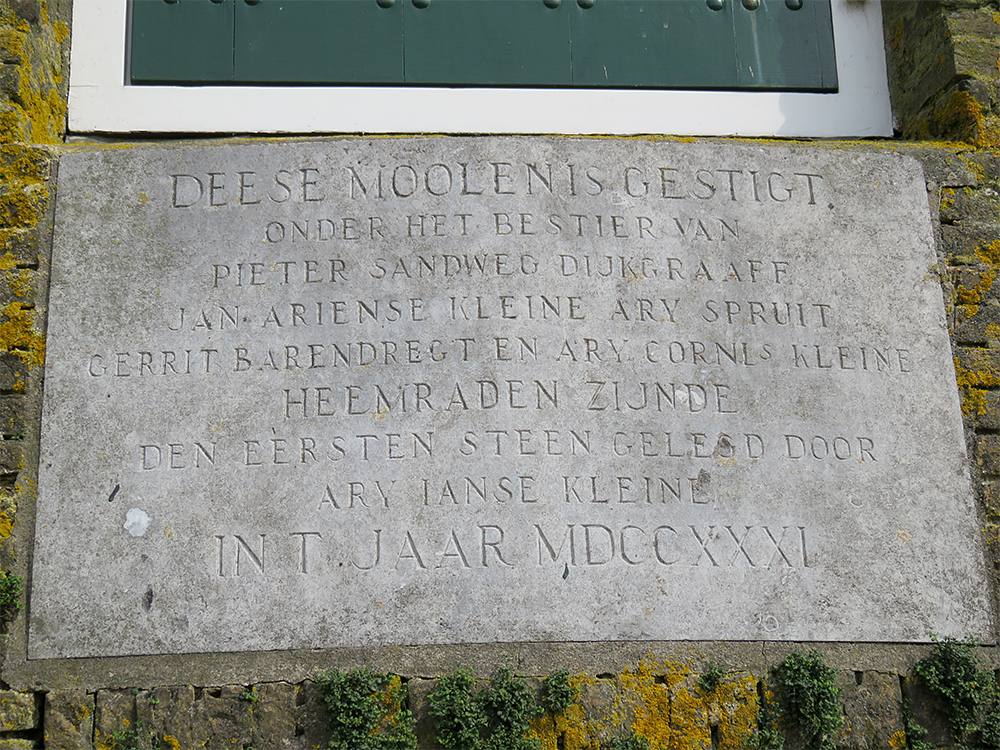 DEESE MOOLEN IS GESTIGT.
ONDER HET BESTIER VAN
PIETER SANDWEG DIJKGRAAFF
JAN ARIENSE KLEINE ARY SPRUIT
GERRIT BARENDREGT EN ARY CORNLS KLEINE
HEEMRADEN ZIJNDE
DEN EERSTEN STEEN GELEGD DOOR
ARY IANSE KLEINE
IN T JAAR MDCCXXXI